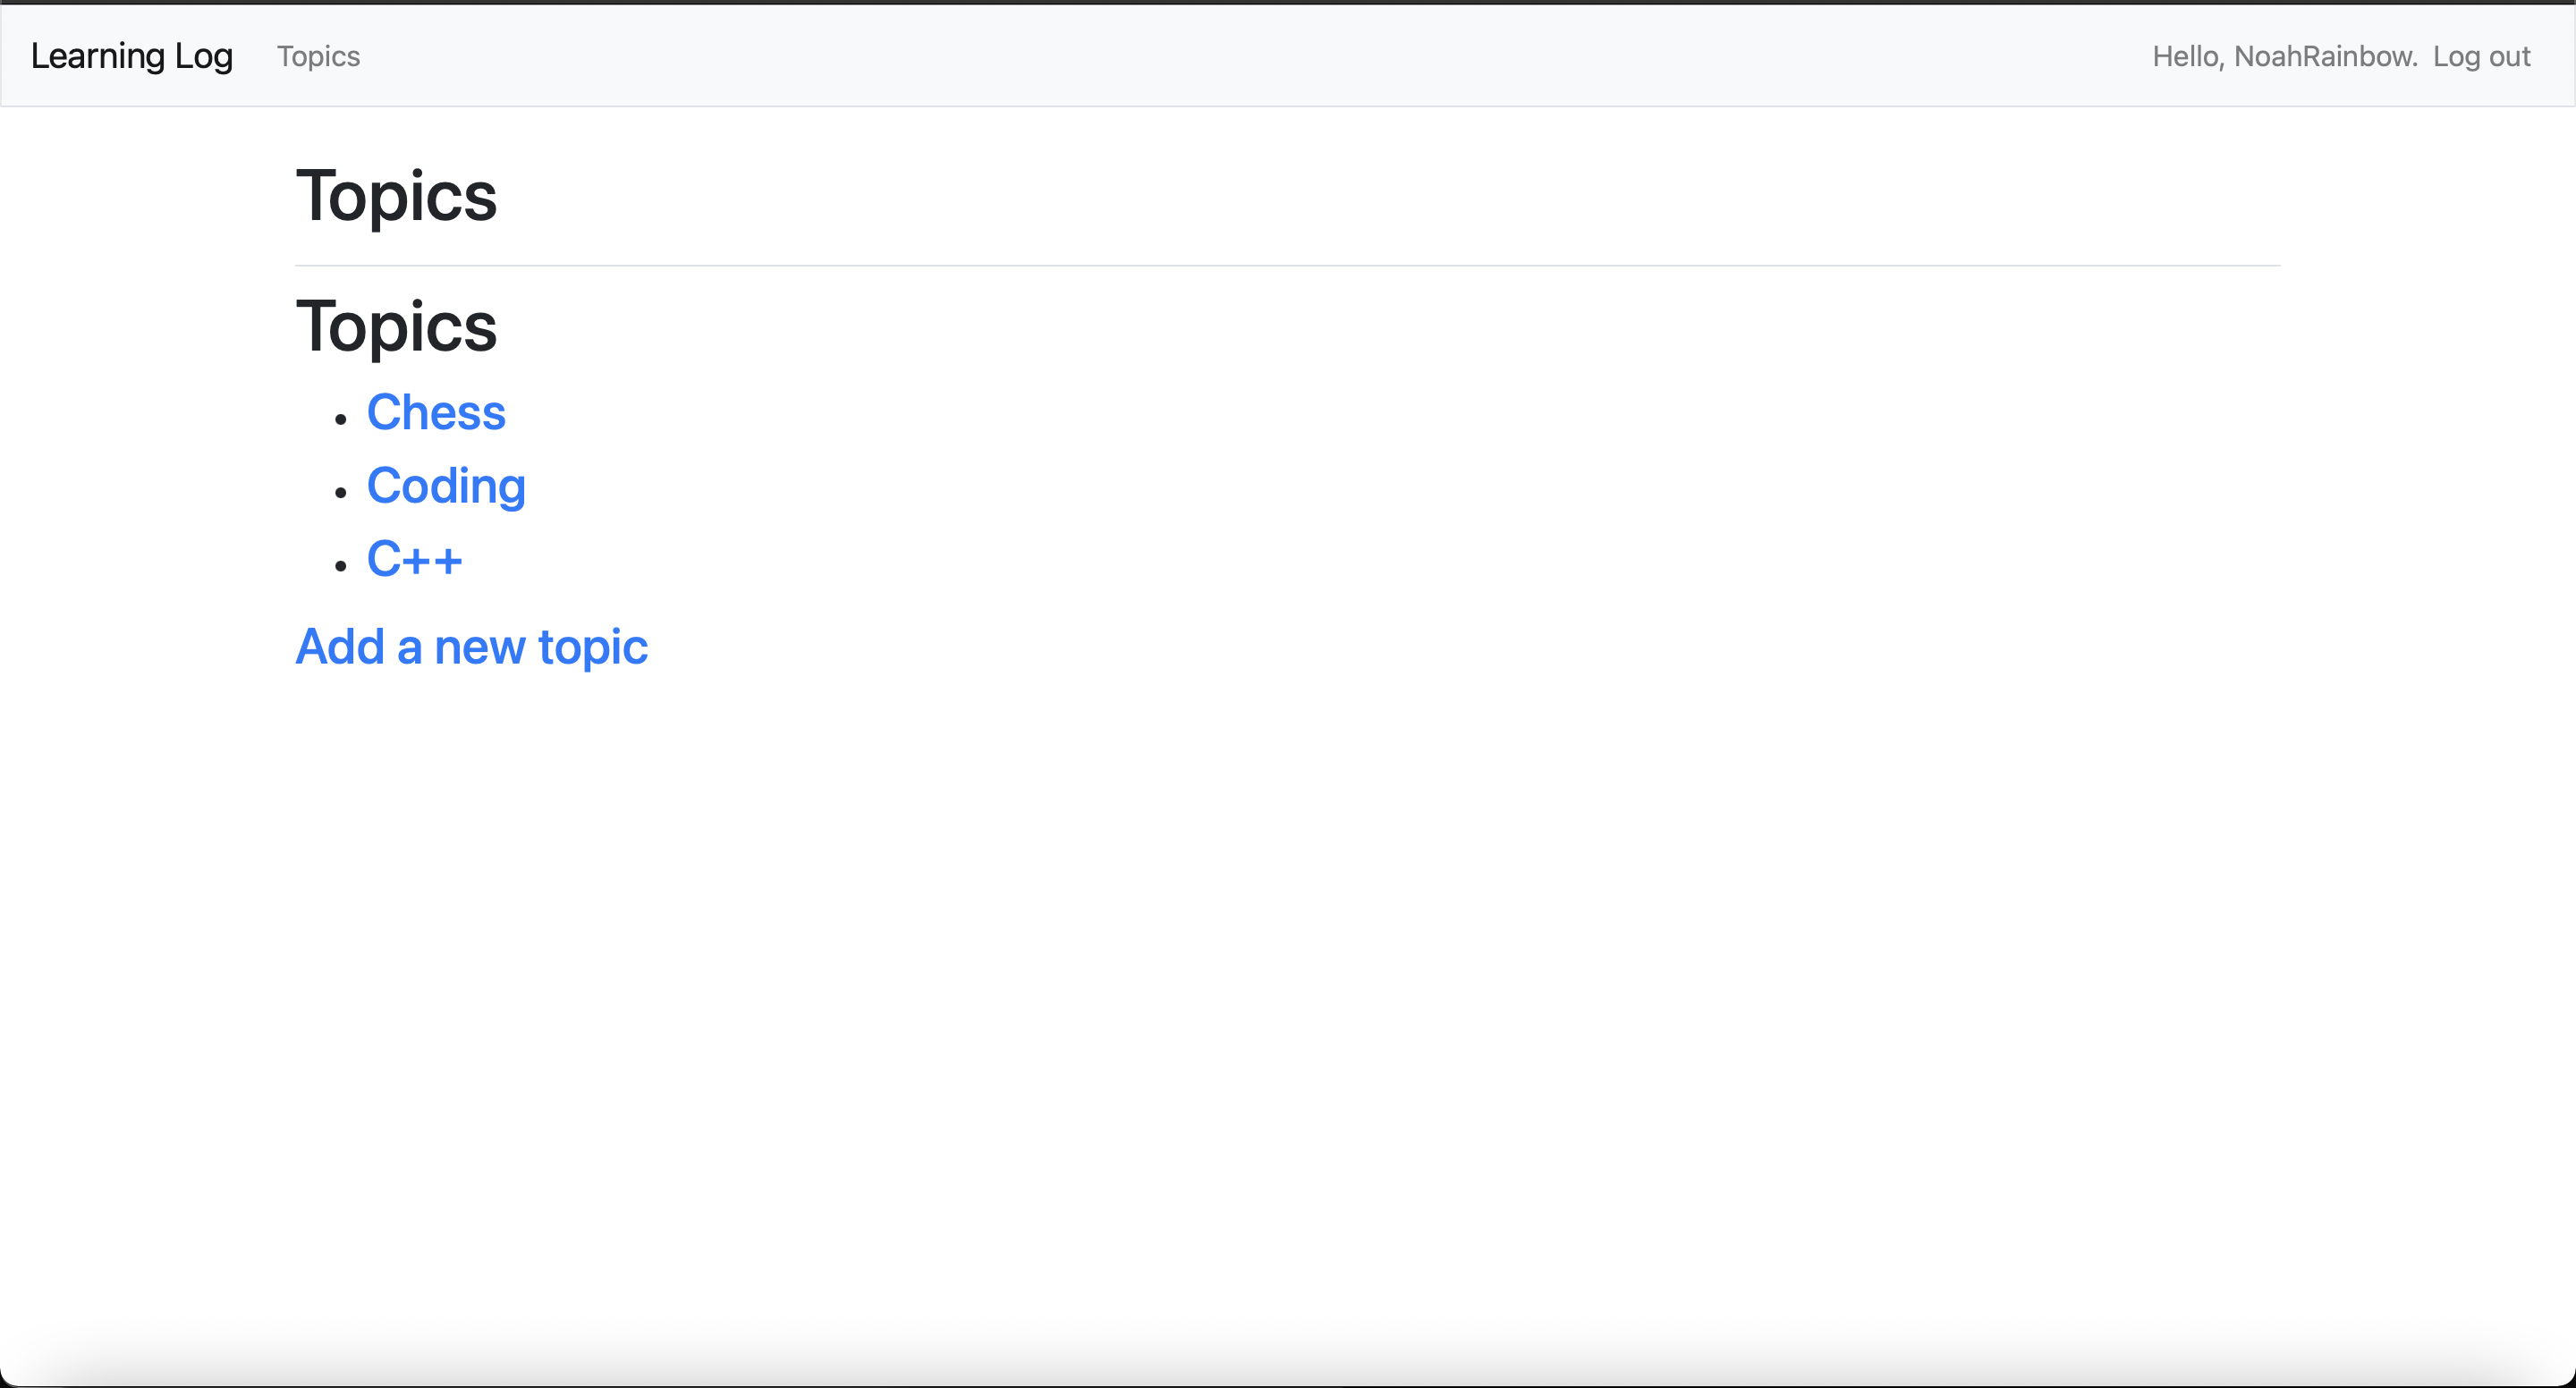 Learning Log Topics Hello, NoahRainbow. Log out
Topics
Topics
• Chess
• Coding
• C++
Add a new topic